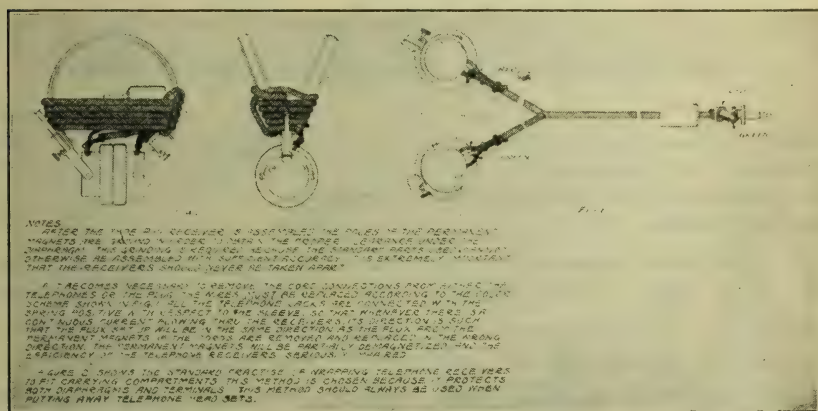 RED
GREEN
GREEN
FIG. 1
NOTES
AFTER THE TYPE RECEIVER IS ASSEMBLED THE POLES OF THE PERMANENT
MAGNETS ARE GROUND IN ORDER TO OBTAIN THE PROPER CLEARANCE UNDER THE
DIAPHRAGM. THIS GRINDING IS REQUIRED BECAUSE THE STANDARD PARTS USED CANNOT
OTHERWISE BE ASSEMBLED WITH SUFFICIENT ACCURACY. IT IS EXTREMELY IMPORTANT
THAT THE RECEIVERS SHOULD NEVER BE TAKEN APART
IF IT BECOMES NECESSARY TO REMOVE THE CORD CONNECTIONS FROM EITHER THE
TELEPHONES OR THE PLUG THE WIRES MUST BE REPLACED ACCORDING TO THE COLOR
SCHEME SHOWN IN FIG. 1 ALL THE TELEPHONE JACKS ARE CONNECTED WITH THE
SPRING POSITIVE WITH RESPECT TO THE SLEEVE, SO THAT WHENEVER THERE IS A
CONTINUOUS CURRENT FLOWING THRU THE RECEIVERS ITS DIRECTION IS SUCH
THAT THE FLUX SET UP WILL BE IN THE SAME DIRECTION AS THE FLUX FROM THE
PERMANENT MAGNETS IF THE CORDS ARE REMOVED AND REPLACED IN THE WRONG
DIRECTION, THE PERMANENT MAGNETS WILL BE PARTIALLY DEMAGNETIZED AND THE
EFFICIENCY OF THE TELEPHONE RECEIVERS SERIOUSLY IMPAIRED
FIGURE 2 SHOWS THE STANDARD PRACTISE OF WRAPPING TELEPHONE RECEIVERS
TO FIT CARRYING COMPARTMENTS THIS METHOD IS CHOSEN BECAUSE IT PROTECTS
BOTH DIAPHRAGMS AND TERMINALS. THIS METHOD SHOULD ALWAYS BE USED WHEN
PUTTING AWAY TELEPHONE HEAD SETS.